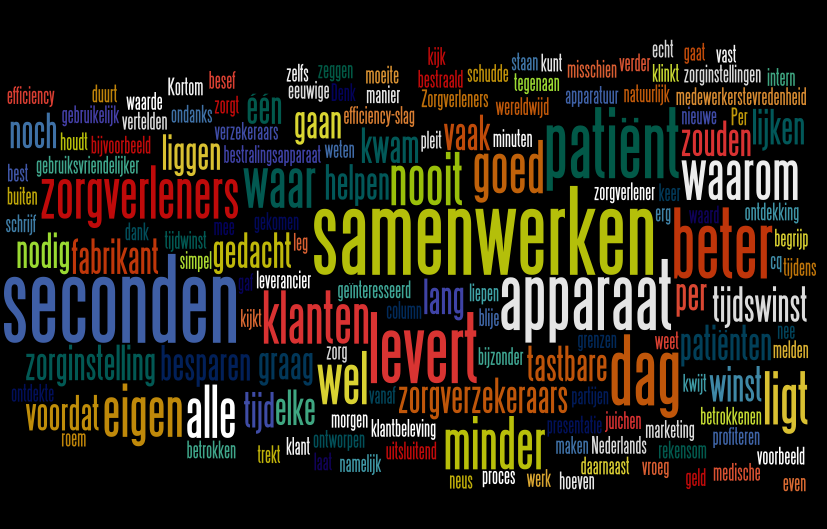 kijk echt gaat vast
zelfs zeggen moeite bestraald schudde staan kunt misschien verder
Kortom besef eeuwige dank manier tegenaan klinkt zorginstellingen intern
efficiency duurt waarde zorgt één Zorgverleners wereldwijd apparatuur natuurlijk medewerkerstevredenheid
gebruikelijk vertelden ondanks gaan efficiency-slag patiënt nieuwe Per
noch houdt bijvoorbeeld verzekeraars pleit vaak minuten zouden lijken
liggen bestralingsapparaat weten kwam
best gebruiksvriendelijker waar helpen nooit goed waarom
buiten zorgverleners zorgverlener keer
schrijf mee gekomen samenwerken erg waard ontdekking
dank tijdwinst leg beter begrijp
nodig fabrikant simpel gedacht cq tijdens
seconden gat leverancier geïnteresseerd lang liepen apparaat per tijdswinst
kijkt klanten column blije
levert grenzen weet nee
zorginstelling besparen graag zorg bijzonder tastbare dag patiënten melden
ontdekte wel vanaf zorgverzekeraars partijen kwijt winst ligt
voordat eigen alle tijd elke
roem morgen klantbeleving presentatie juichen marketing betrokkenen
betrokken trekt klant ontworpen uitsluitend minder maken Nederlands rekensom profiteren
laat namelijk daarnaast vroeg voorbeeld
neus proces werk hoeven geld medische even